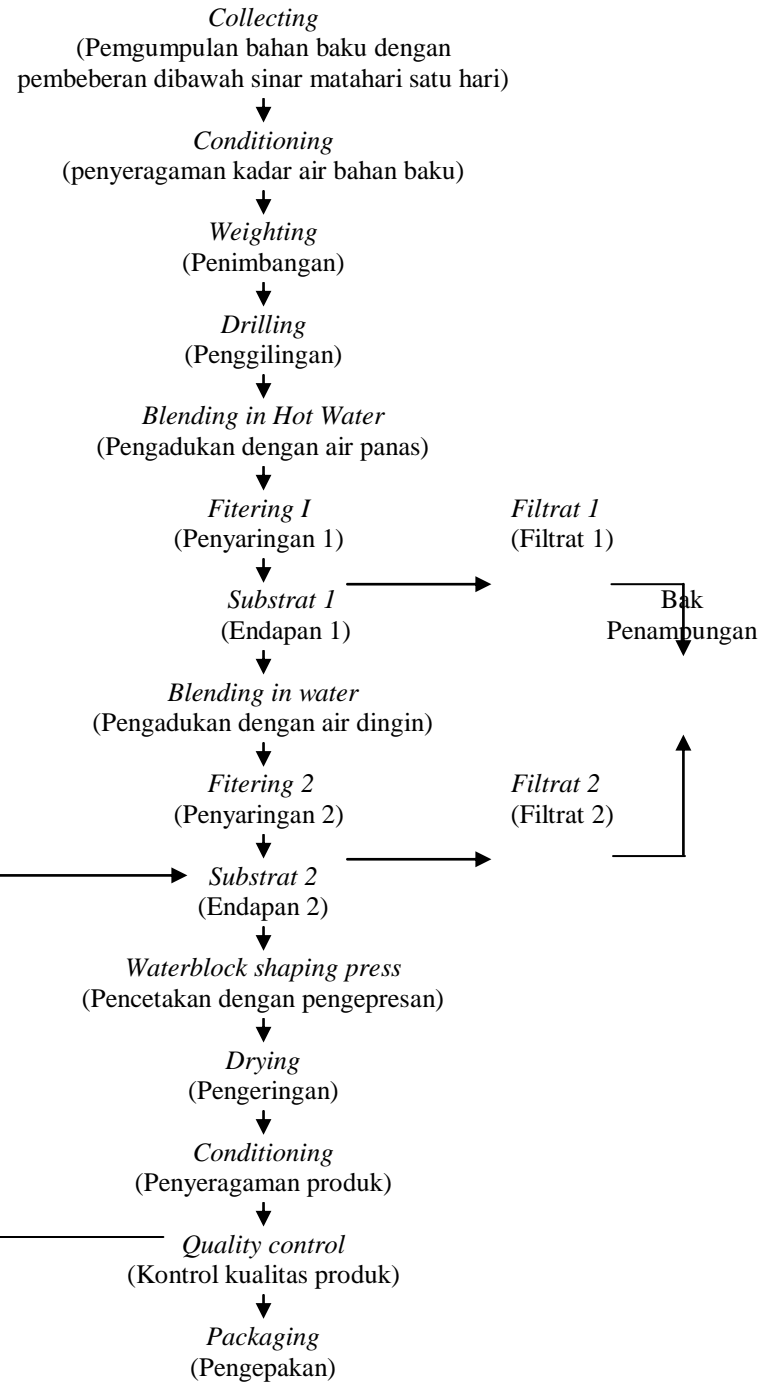 Collecting
(Pemgumpulan bahan baku dengan
pembeberan dibawah sinar matahari satu hari)
Conditioning
(penyeragaman kadar air bahan baku)
Weighting
(Penimbangan)
Drilling
(Penggilingan)
Blending in Hot Water
(Pengadukan dengan air panas)
Fitering I
(Penyaringan 1)
Filtrat 1
(Filtrat 1)
Substrat 1
(Endapan 1)
Bak
Penampungan
Blending in water
(Pengadukan dengan air dingin)
Fitering 2
(Penyaringan 2)
Filtrat 2
(Filtrat 2)
Substrat 2
(Endapan 2)
Waterblock shaping press
(Pencetakan dengan pengepresan)
Drying
(Pengeringan)
Conditioning
(Penyeragaman produk)
Quality control
(Kontrol kualitas produk)
Packaging
(Pengepakan)